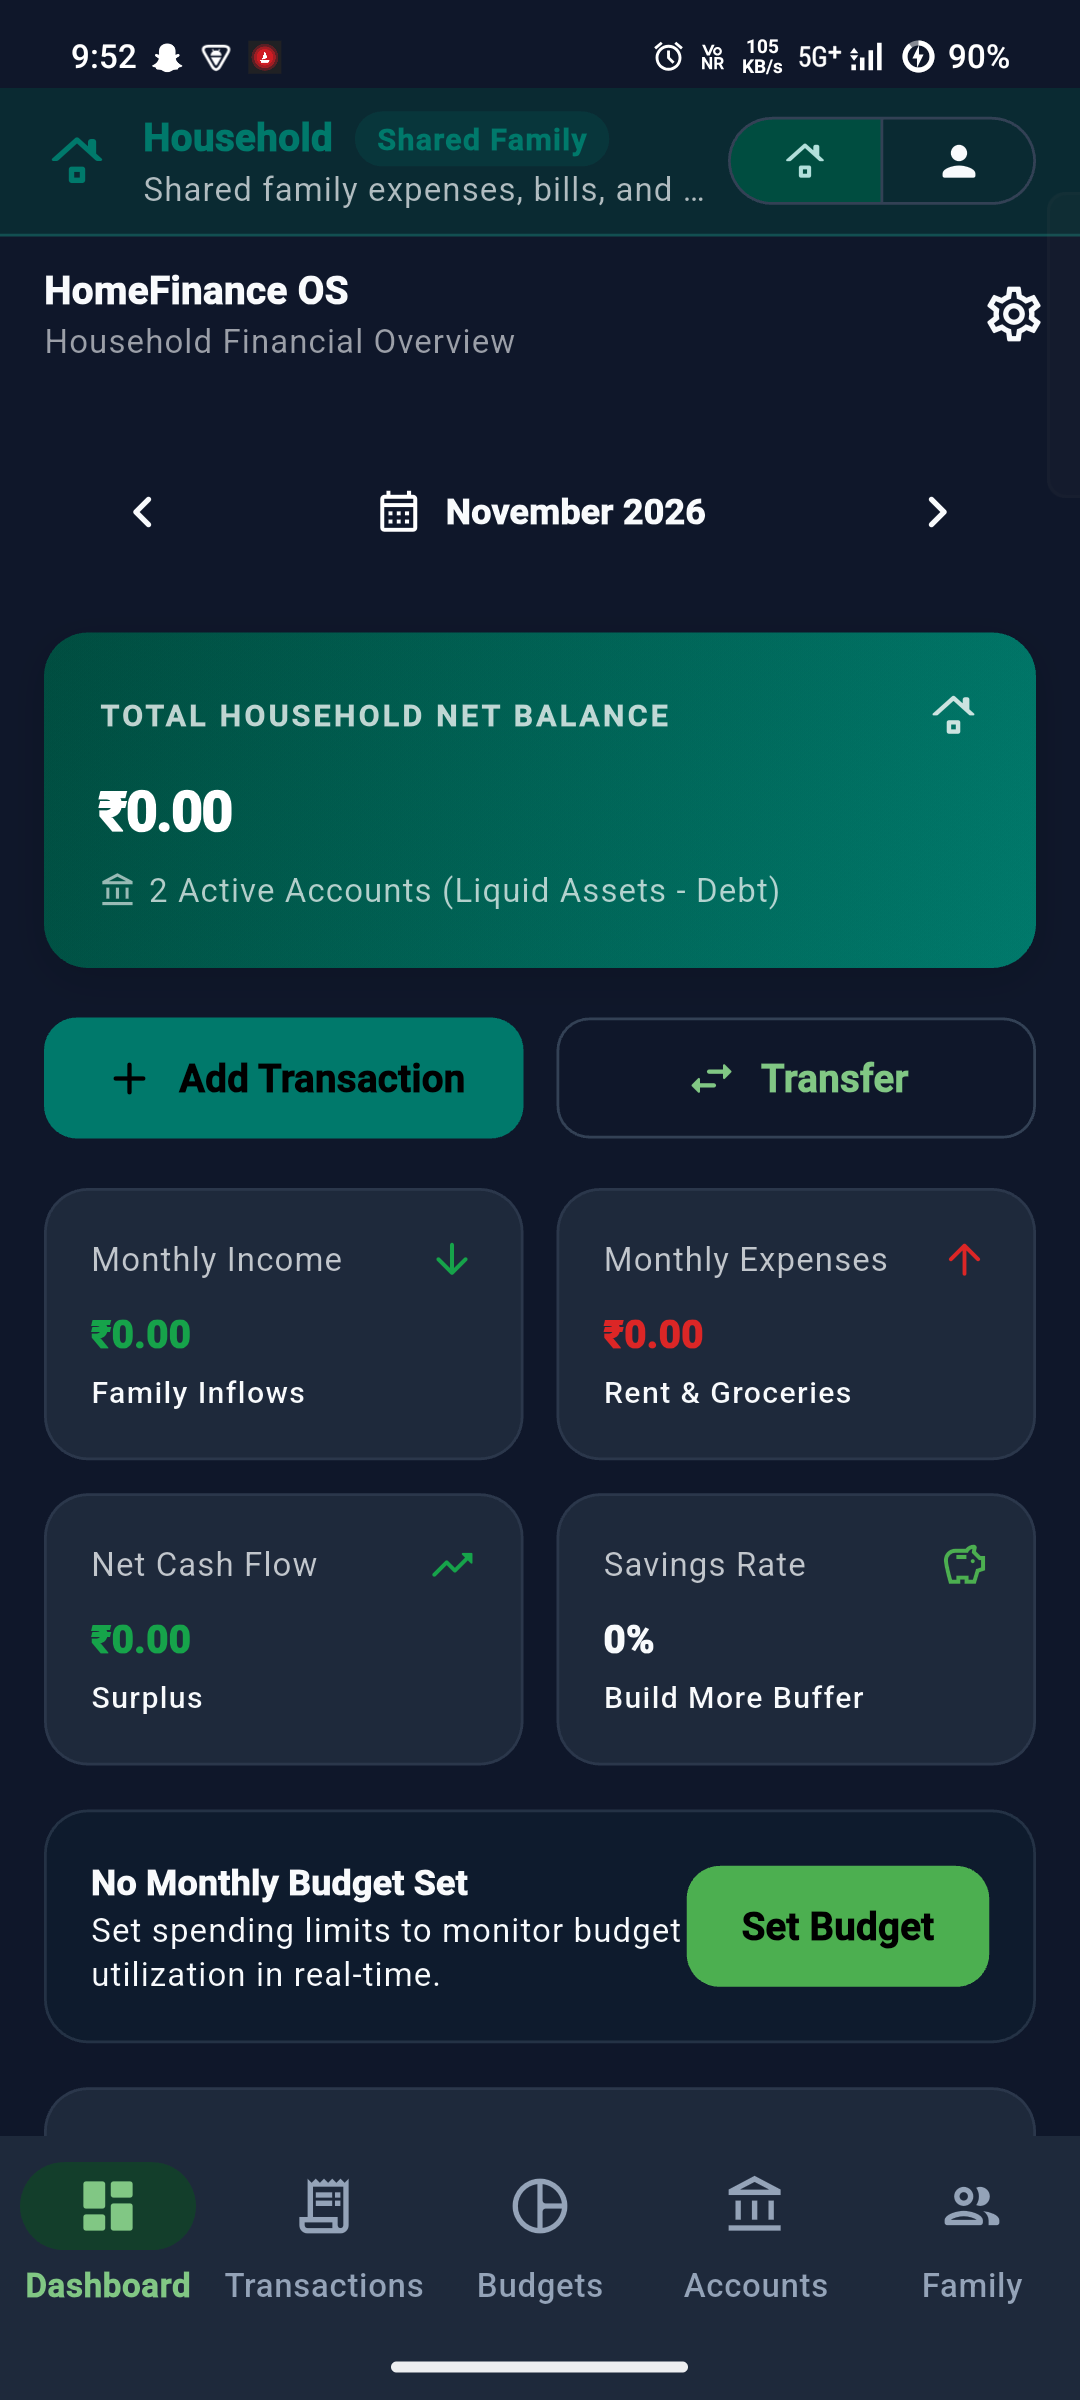 9:52
Vo
NR
105
KB/s
5G+
90%
Household
Shared Family
Shared family expenses, bills, and ...
HomeFinance OS
Household Financial Overview
November 2026
TOTAL HOUSEHOLD NET BALANCE
₹0.00
2 Active Accounts (Liquid Assets - Debt)
Add Transaction
Transfer
Monthly Income
₹0.00
Family Inflows
Monthly Expenses
₹0.00
Rent & Groceries
Net Cash Flow
₹0.00
Surplus
Savings Rate
0%
Build More Buffer
No Monthly Budget Set
Set spending limits to monitor budget
utilization in real-time.
Set Budget
Dashboard
Transactions
Budgets
Accounts
Family